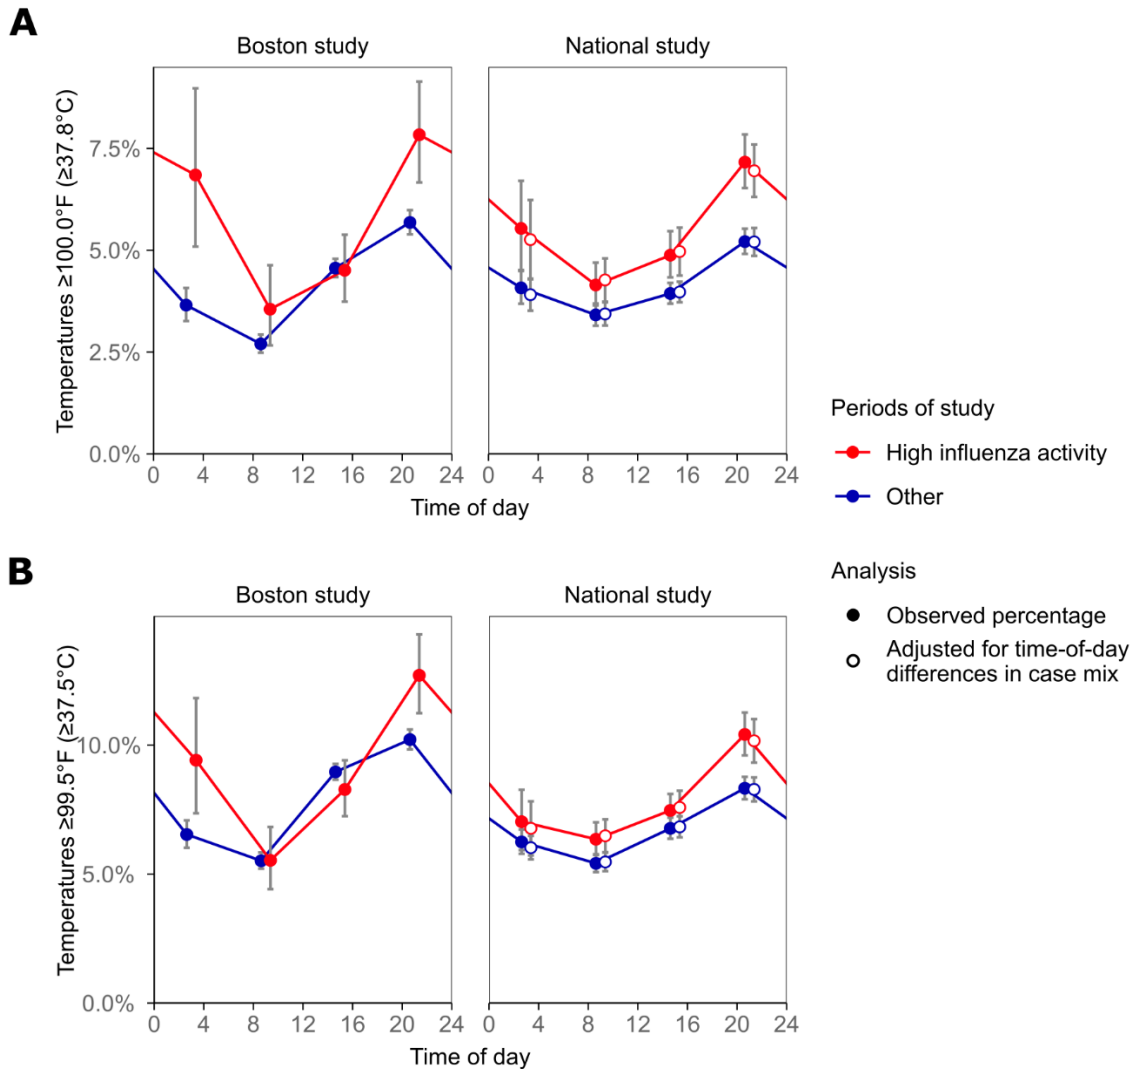 A
Boston study
National study
Temperatures ≥100.0°F (≥37.8°C)
7.5%
5.0%
2.5%
0.0%
0 4 8 12 16 20 24
0 4 8 12 16 20 24
Time of day
Periods of study
High influenza activity
Other
Analysis
Observed percentage
Adjusted for time-of-day
differences in case mix
B
Boston study
National study
Temperatures ≥99.5°F (≥37.5°C)
10.0%
5.0%
0.0%
0 4 8 12 16 20 24
0 4 8 12 16 20 24
Time of day